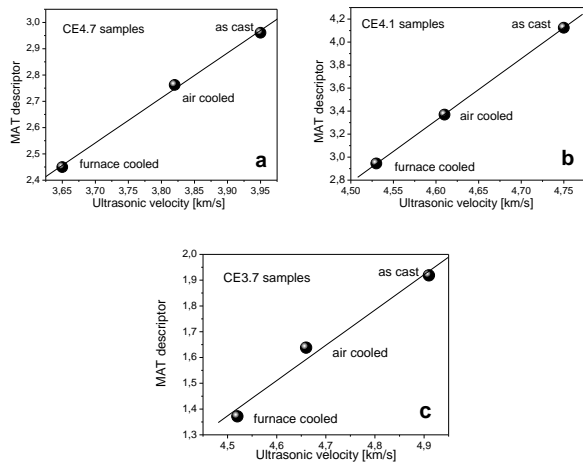 3,0
2,9
2,8
2,7
2,6
2,5
2,4
MAT descriptor
CE4.7 samples
as cast
air cooled
furnace cooled
a
3,65 3,70 3,75 3,80 3,85 3,90 3,95
Ultrasonic velocity [km/s]
4,2
4,0
3,8
3,6
3,4
3,2
3,0
2,8
MAT descriptor
CE4.1 samples
as cast
air cooled
furnace cooled
b
4,50 4,55 4,60 4,65 4,70 4,75
Ultrasonic velocity [km/s]
2,0
1,9
1,8
1,7
1,6
1,5
1,4
1,3
MAT descriptor
CE3.7 samples
as cast
air cooled
furnace cooled
c
4,5 4,6 4,7 4,8 4,9
Ultrasonic velocity [km/s]